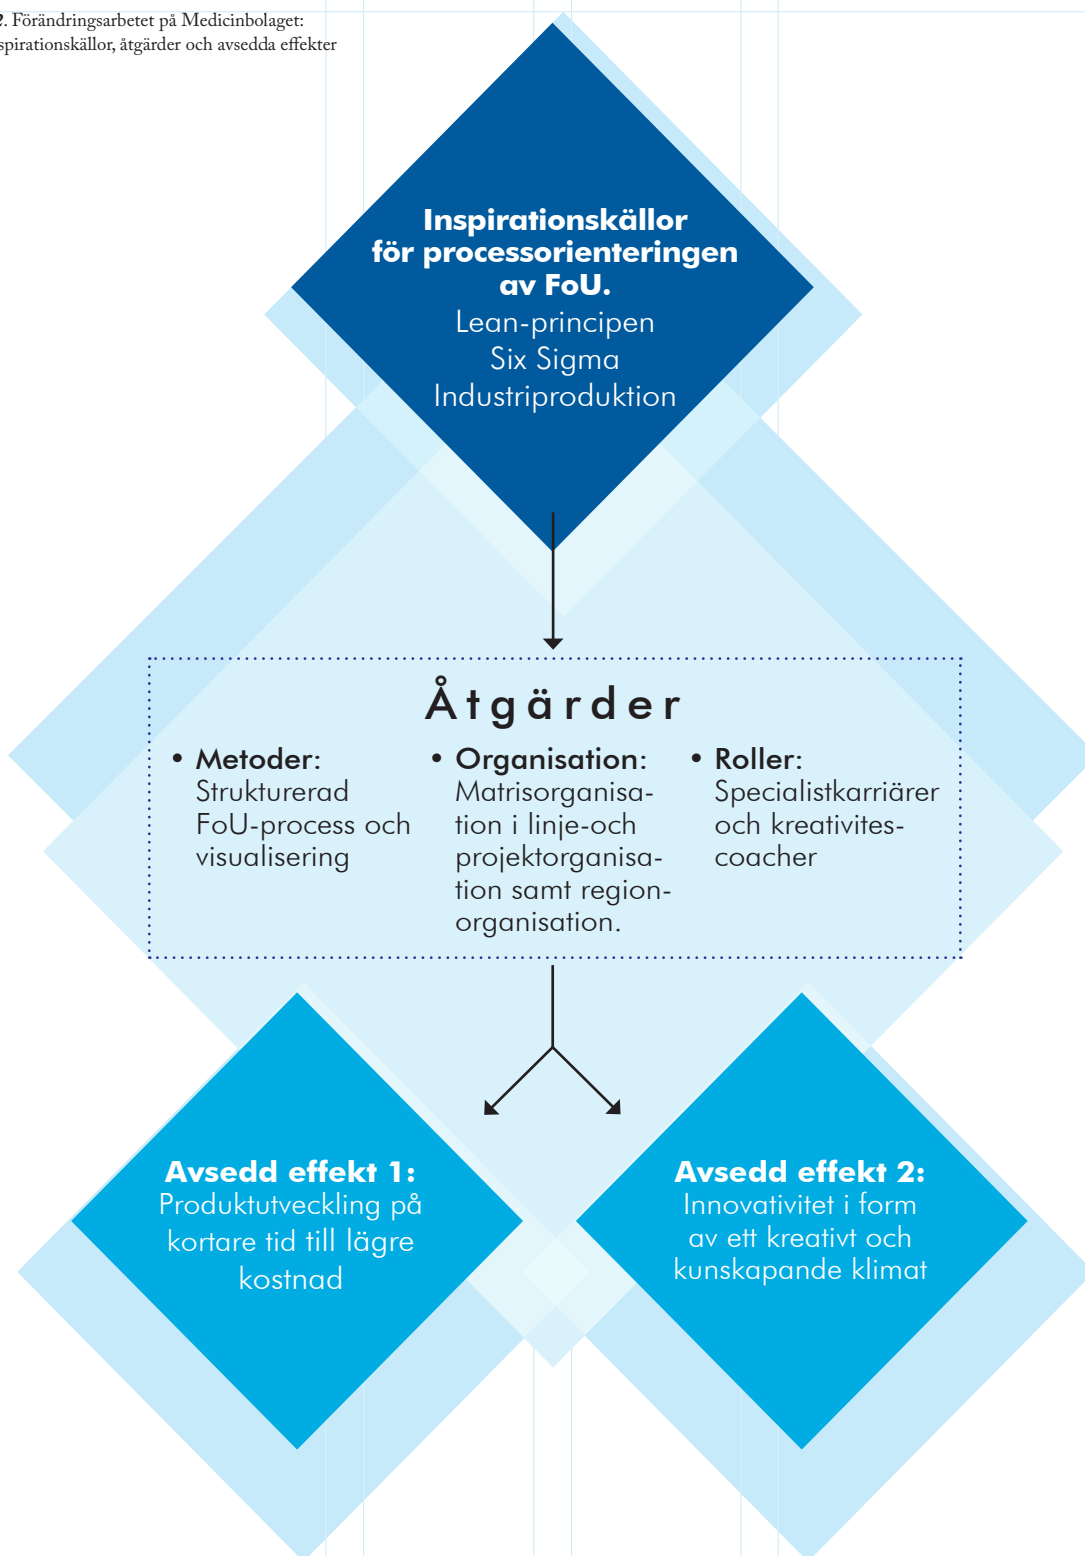 2. Förändringsarbetet på Medicinbolaget:
spirationskällor, åtgärder och avsedda effekter
Inspirationskällor
för processorienteringen
av FoU.
Lean-principen
Six Sigma
Industriproduktion
Åtgärder
• Metoder:
Strukturerad
FoU-process och
visualisering
• Organisation:
Matrisorganisa-
tion i linje-och
projektorganisa-
tion samt region-
organisation.
• Roller:
Specialistkarriärer
och kreativites-
coacher
Avsedd effekt 1:
Produktutveckling på
kortare tid till lägre
kostnad
Avsedd effekt 2:
Innovativitet i form
av ett kreativt och
kunskapande klimat